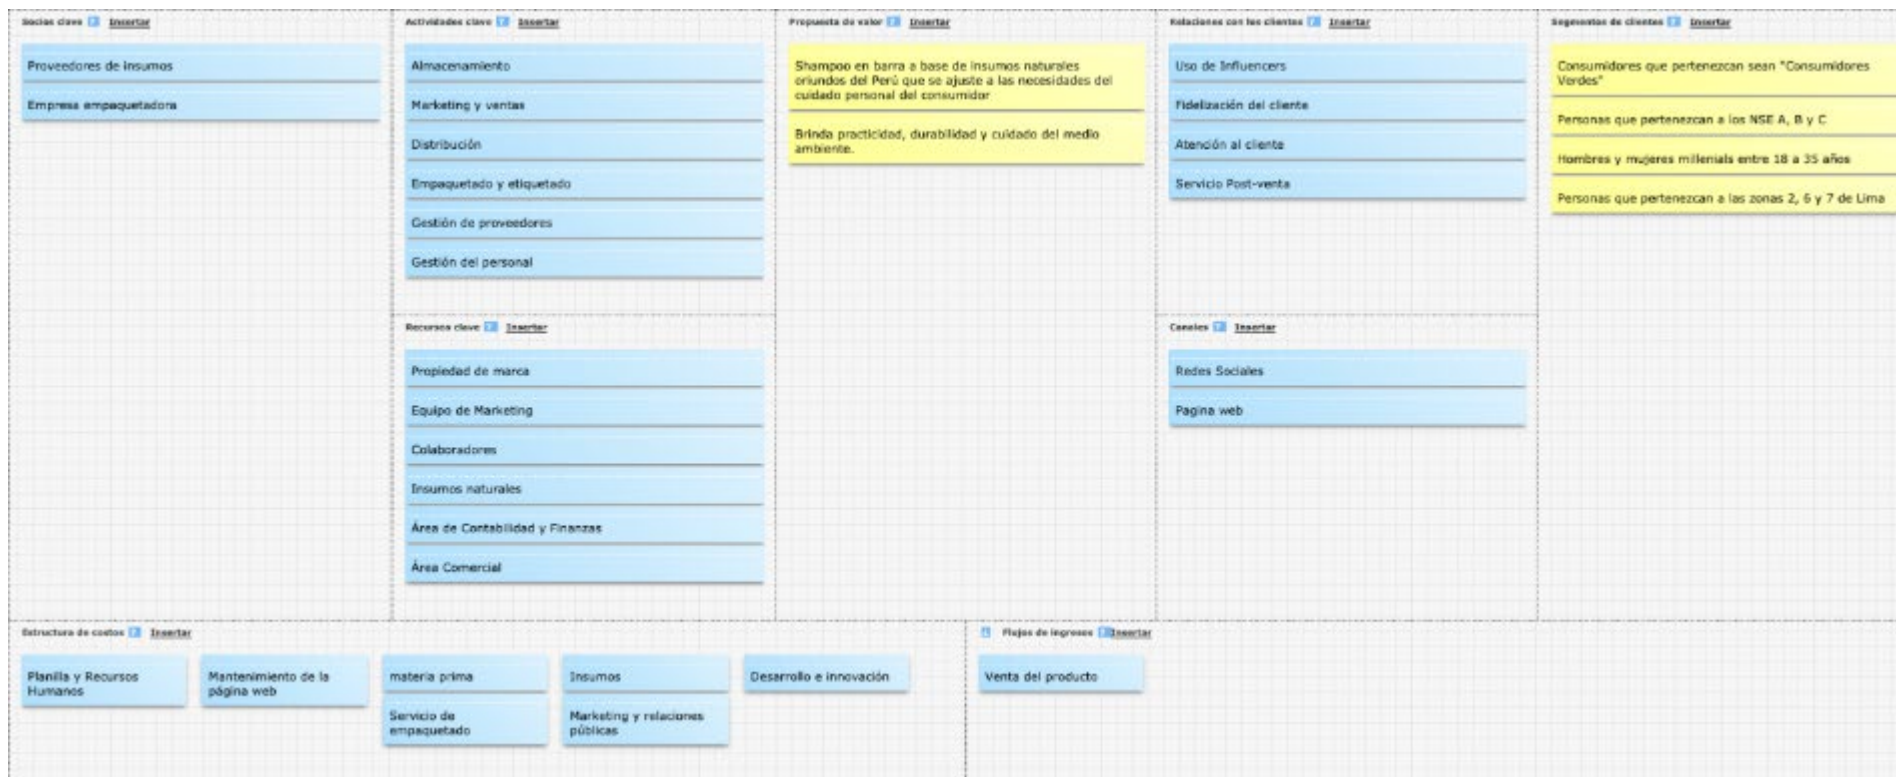 Socios clave ? Insertar
Proveedores de insumos
Empresa empaquetadora
Actividades clave ? Insertar
Almacenamiento
Marketing y ventas
Distribución
Empaquetado y etiquetado
Gestión de proveedores
Gestión del personal
Recursos clave ? Insertar
Propiedad de marca
Equipo de Marketing
Colaboradores
Insumos naturales
Área de Contabilidad y Finanzas
Área Comercial
Propuesta de valor ? Insertar
Shampoo en barra a base de insumos naturales
oriundos del Perú que se ajuste a las necesidades del
cuidado personal del consumidor
Brinda practicidad, durabilidad y cuidado del medio
ambiente.
Relaciones con los clientes ? Insertar
Uso de Influencers
Fidelización del cliente
Atención al cliente
Servicio Post-venta
Canales ? Insertar
Redes Sociales
Pagina web
Segmentos de clientes ? Insertar
Consumidores que pertenezcan sean "Consumidores
Verdes"
Personas que pertenezcan a los NSE A, B y C
Hombres y mujeres millenials entre 18 a 35 años
Personas que pertenezcan a las zonas 2, 6 y 7 de Lima
Estructura de costos ? Insertar
Planilla y Recursos
Humanos
Mantenimiento de la
página web
materia prima
Servicio de
empaquetado
Insumos
Marketing y relaciones
públicas
Desarrollo e innovación
Flujos de ingresos ? Insertar
Venta del producto